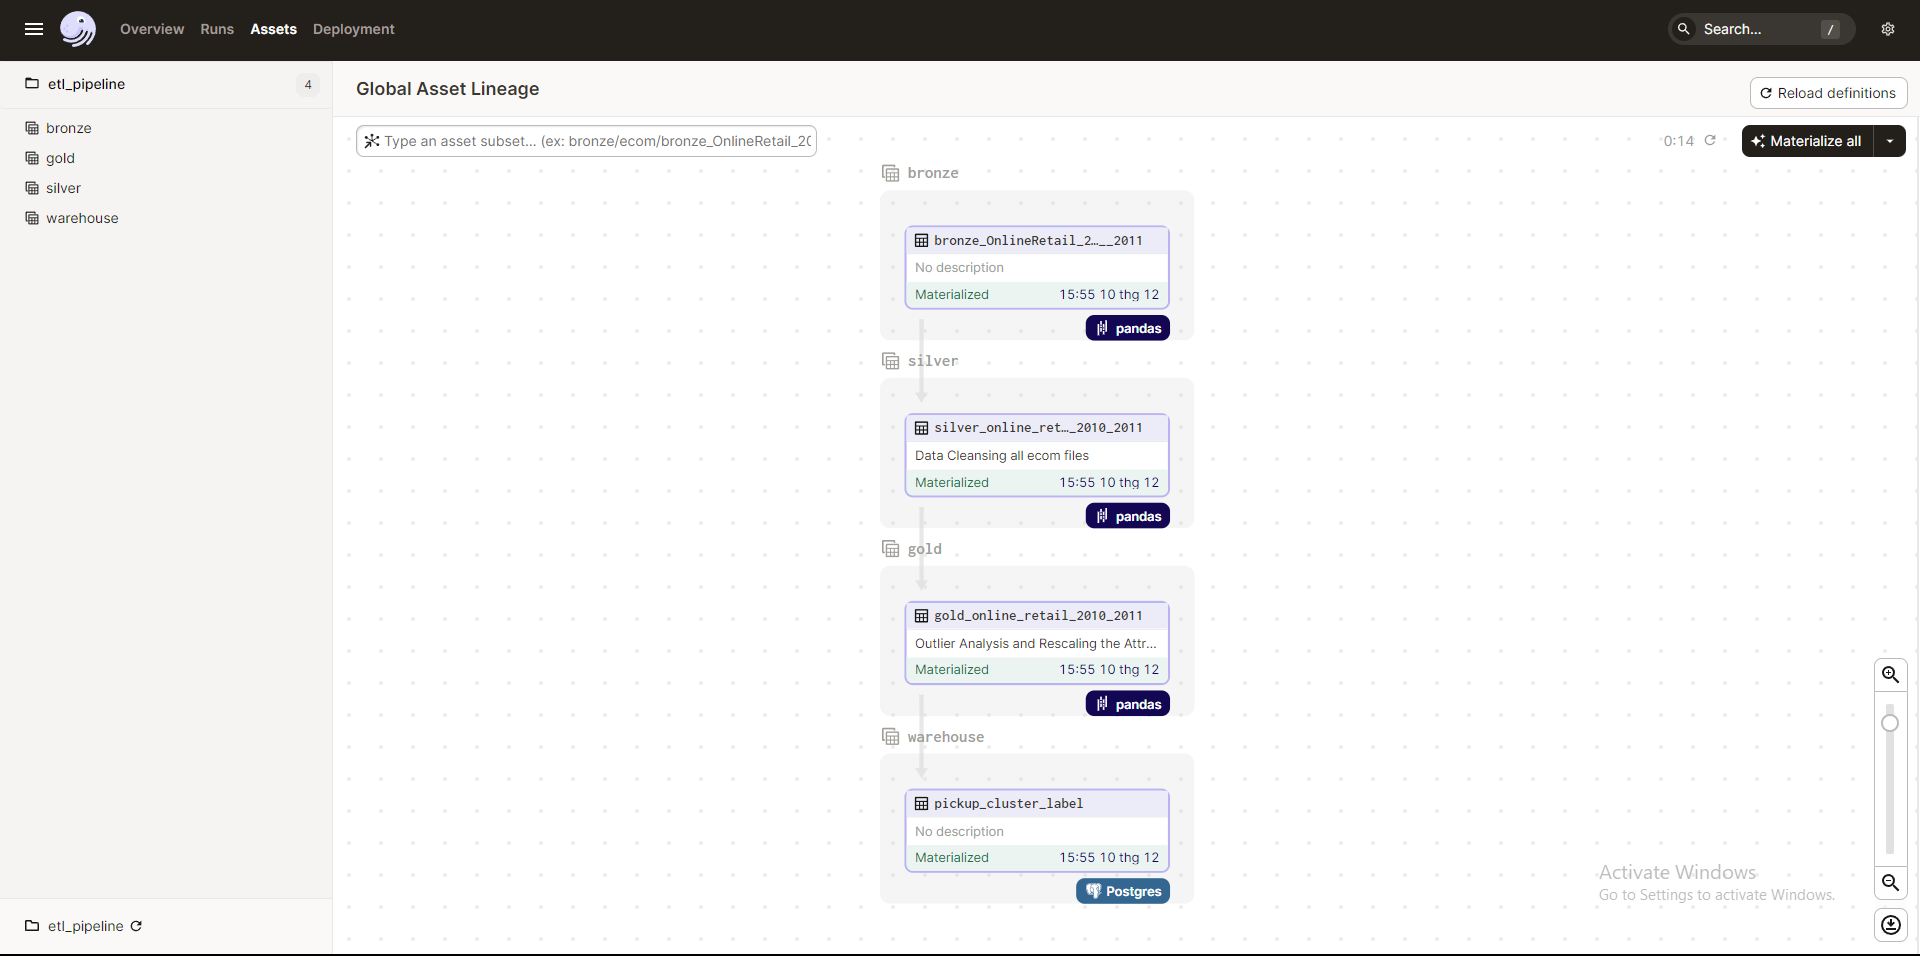 Overview Runs Assets Deployment Search... /
etl_pipeline 4
bronze
gold
silver
warehouse
etl_pipeline
Global Asset Lineage
Reload definitions
Type an asset subset... (ex: bronze/ecom/bronze_OnlineRetail_20
0:14
Materialize all
bronze
bronze_OnlineRetail_2…__2011
No description
Materialized 15:55 10 thg 12
pandas
silver
silver_online_ret…_2010_2011
Data Cleansing all ecom files
Materialized 15:55 10 thg 12
pandas
gold
gold_online_retail_2010_2011
Outlier Analysis and Rescaling the Attr...
Materialized 15:55 10 thg 12
pandas
warehouse
pickup_cluster_label
No description
Materialized 15:55 10 thg 12
Postgres
Activate Windows
Go to Settings to activate Windows.